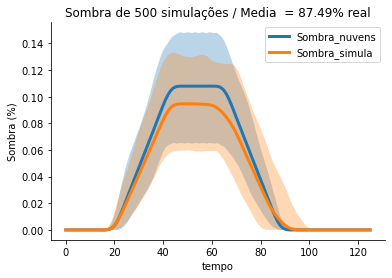 Sombra de 500 simulações / Media  = 87.49% real
Sombra_nuvens
Sombra_simula
Sombra (%)
0.14
0.12
0.10
0.08
0.06
0.04
0.02
0.00
0 20 40 60 80 100 120
tempo